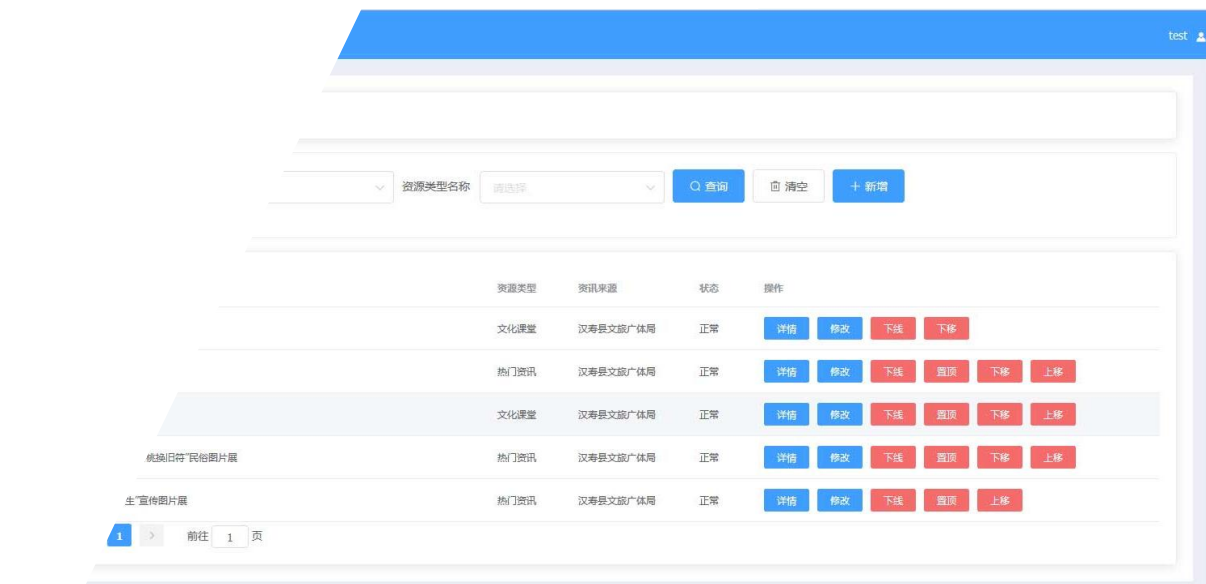 test
资源类型名称 请选择 查询 清空 + 新增
资源类型 资讯来源 状态 操作
文化课堂 汉寿县文旅广体局 正常 详情 修改 下线 下移
热门资讯 汉寿县文旅广体局 正常 详情 修改 下线 置顶 下移 上移
文化课堂 汉寿县文旅广体局 正常 详情 修改 下线 置顶 下移 上移
桃换旧符”民俗图片展 热门资讯 汉寿县文旅广体局 正常 详情 修改 下线 置顶 下移 上移
生”宣传图片展 热门资讯 汉寿县文旅广体局 正常 详情 修改 下线 置顶 上移
1 > 前往 1 页